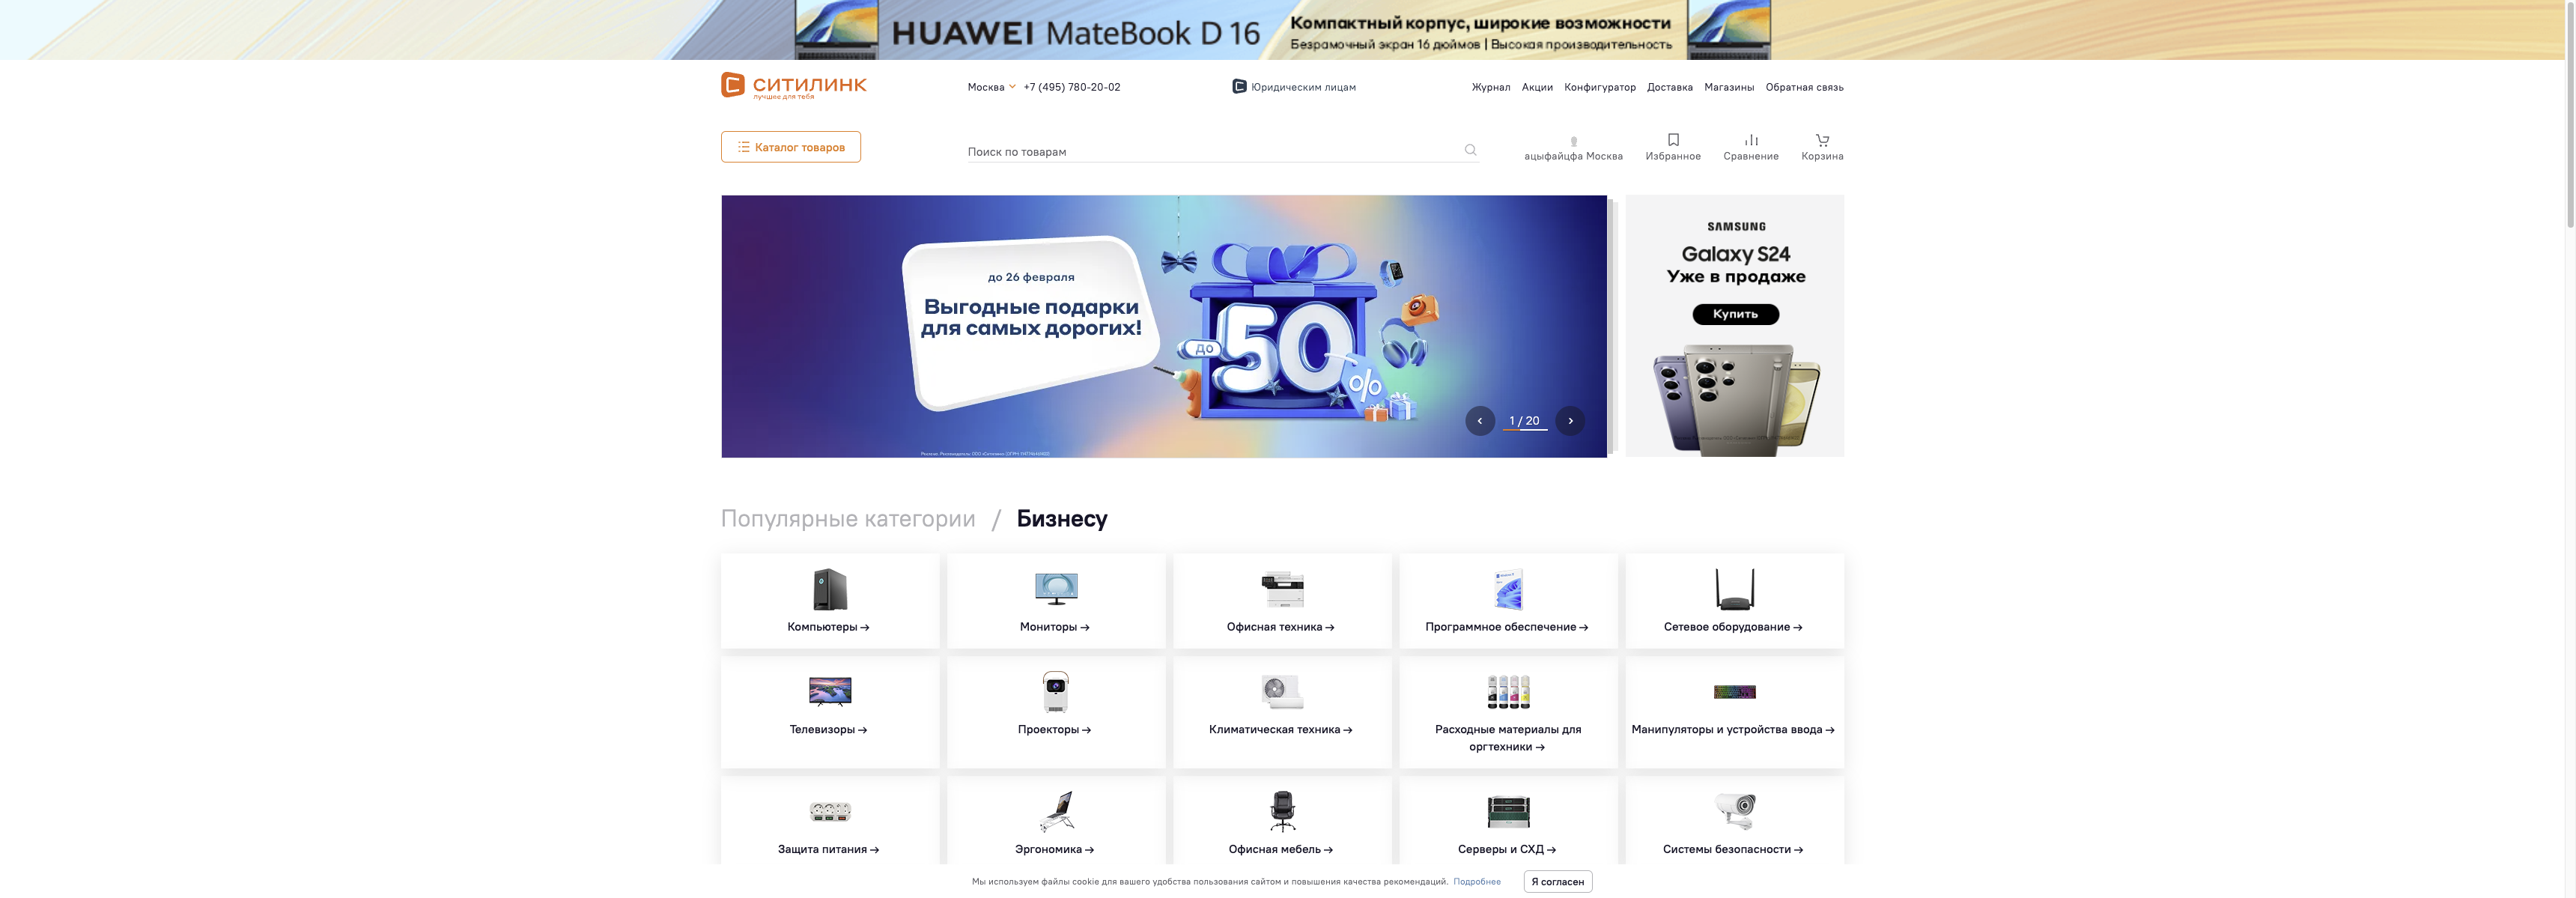 HUAWEI MateBook D 16
Компактный корпус, широкие возможности
Безрамочный экран 16 дюймов | Высокая производительность
СИТИЛИНК
лучшее для тебя
Москва +7 (495) 780-20-02
Юридическим лицам
Журнал Акции Конфигуратор Доставка Магазины Обратная связь
Каталог товаров
Поиск по товарам
ацыфайцфа Москва Избранное Сравнение Корзина
до 26 февраля
Выгодные подарки
для самых дорогих!
до 50 %
1 / 20
SAMSUNG
Galaxy S24
Уже в продаже
Купить
Популярные категории / Бизнесу
Компьютеры → Мониторы → Офисная техника → Программное обеспечение → Сетевое оборудование →
Телевизоры → Проекторы → Климатическая техника → Расходные материалы для Манипуляторы и устройства ввода →
оргтехники →
Защита питания → Эргономика → Офисная мебель → Серверы и СХД → Системы безопасности →
Мы используем файлы cookie для вашего удобства пользования сайтом и повышения качества рекомендаций. Подробнее Я согласен